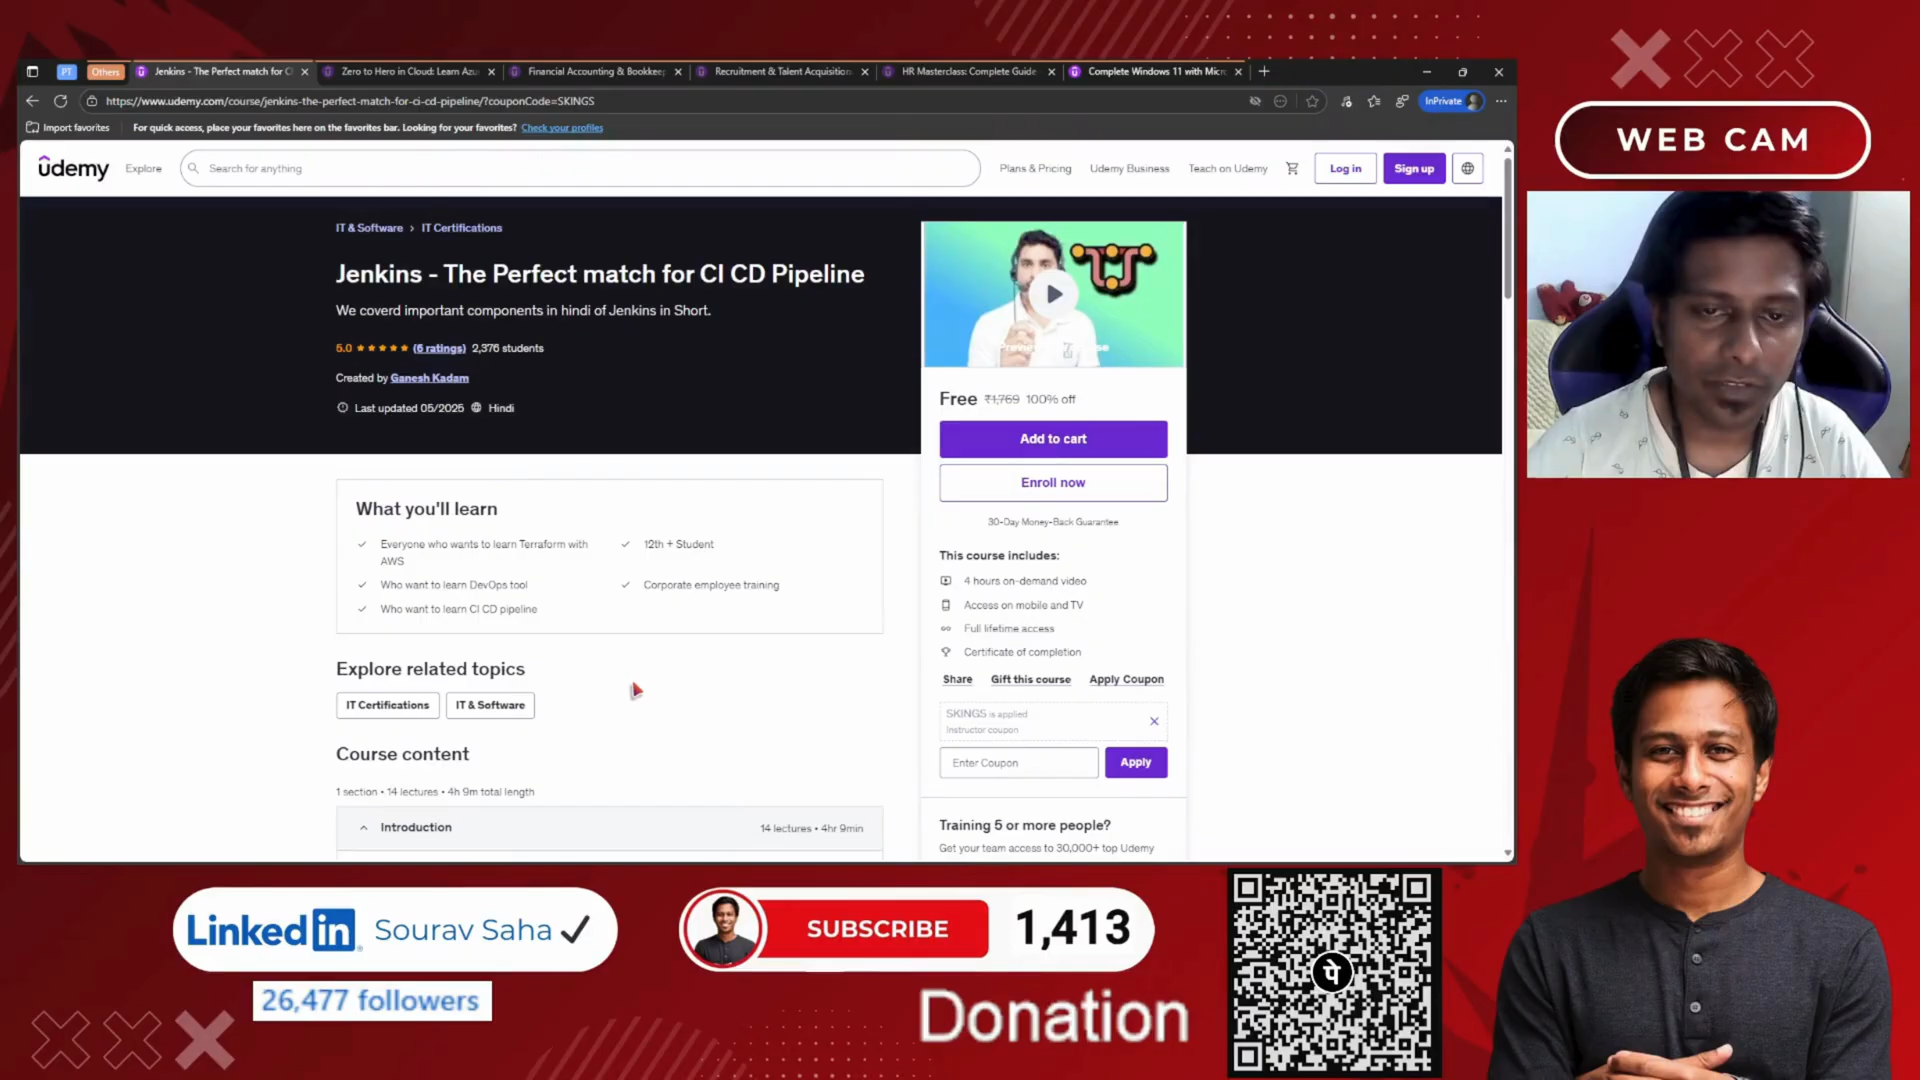 PT
Others
Jenkins - The Perfect match for C
Zero to Hero in Cloud: Learn Azu
Financial Accounting & Bookkeep
Recruitment & Talent Acquisition
HR Masterclass: Complete Guide
Complete Windows 11 with Micr
https://www.udemy.com/course/jenkins-the-perfect-match-for-ci-cd-pipeline/?couponCode=SKINGS
InPrivate
Import favorites
For quick access, place your favorites here on the favorites bar. Looking for your favorites? Check your profiles
ûdemy
Explore
Search for anything
Plans & Pricing
Udemy Business
Teach on Udemy
Log in
Sign up
IT & Software > IT Certifications
Jenkins - The Perfect match for CI CD Pipeline
We coverd important components in hindi of Jenkins in Short.
5.0 ★★★★★ (6 ratings) 2,376 students
Created by Ganesh Kadam
Last updated 05/2025 Hindi
Free ₹1,769 100% off
Add to cart
Enroll now
30-Day Money-Back Guarantee
This course includes:
4 hours on-demand video
Access on mobile and TV
Full lifetime access
Certificate of completion
Share Gift this course Apply Coupon
SKINGS is applied
Instructor coupon
Enter Coupon
Apply
Training 5 or more people?
Get your team access to 30,000+ top Udemy
What you'll learn
Everyone who wants to learn Terraform with
AWS
Who want to learn DevOps tool
Who want to learn CI CD pipeline
12th + Student
Corporate employee training
Explore related topics
IT Certifications
IT & Software
Course content
1 section • 14 lectures • 4h 9m total length
Introduction
14 lectures • 4hr 9min
WEB CAM
LinkedIn Sourav Saha
26,477 followers
SUBSCRIBE
1,413
Donation
पे